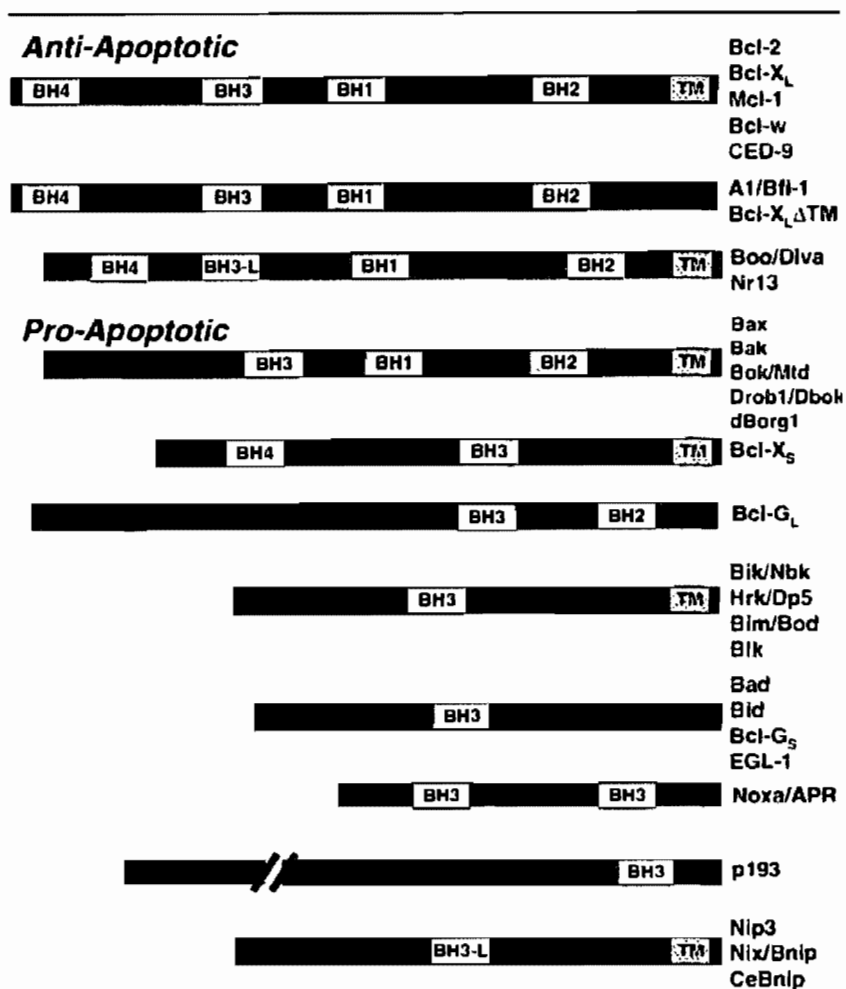 Anti-Apoptotic
BH4 BH3 BH1 BH2 TM
Bcl-2
Bcl-XL
Mcl-1
Bcl-w
CED-9
BH4 BH3 BH1 BH2
A1/Bfl-1
Bcl-XLΔTM
BH4 BH3-L BH1 BH2 TM
Boo/Diva
Nr13
Pro-Apoptotic
BH3 BH1 BH2 TM
Bax
Bak
Bok/Mtd
Drob1/Dbok
dBorg1
BH4 BH3 TM
Bcl-XS
BH3 BH2
Bcl-GL
BH3 TM
Bik/Nbk
Hrk/Dp5
Bim/Bod
Blk
BH3
Bad
Bid
Bcl-GS
EGL-1
BH3 BH3
Noxa/APR
BH3
p193
BH3-L TM
Nip3
Nix/Bnip
CeBnip